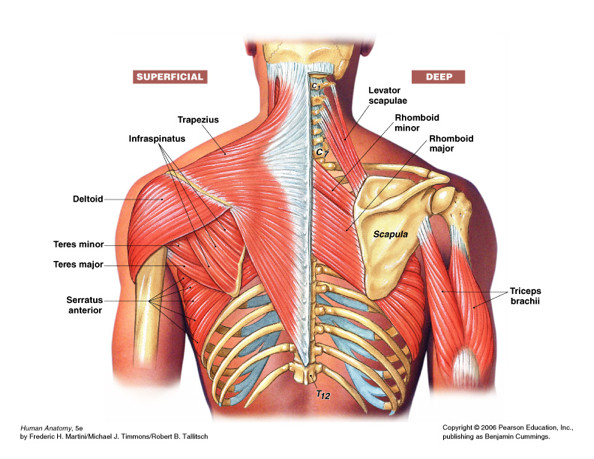 SUPERFICIAL
DEEP
C1
Levator
scapulae
Trapezius
Rhomboid
minor
Infraspinatus
Rhomboid
major
C7
Deltoid
Scapula
Teres minor
Teres major
Serratus
anterior
Triceps
brachii
T12
Human Anatomy, 5e
by Frederic H. Martini/Michael J. Timmons/Robert B. Tallitsch
Copyright © 2006 Pearson Education, Inc.,
publishing as Benjamin Cummings.